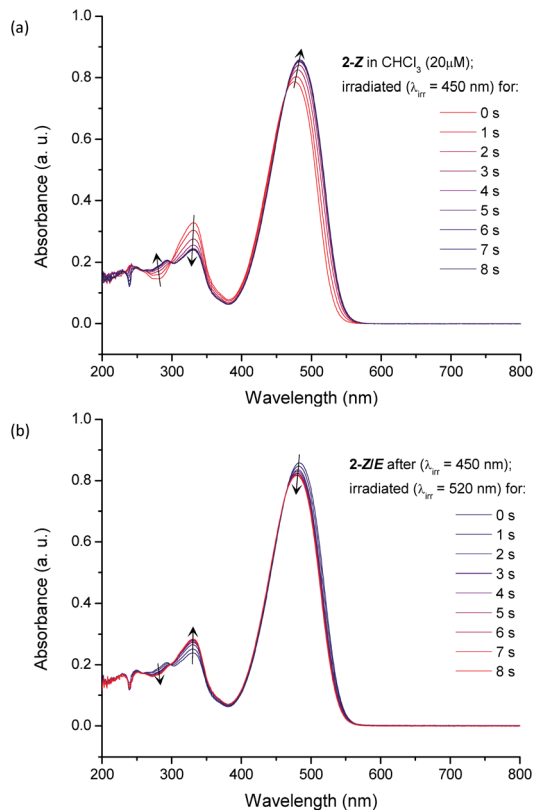 (a)
1.0
0.8
0.6
0.4
0.2
0.0
Absorbance (a. u.)
2-Z in CHCl₃ (20μM);
irradiated (λirr = 450 nm) for:
0 s
1 s
2 s
3 s
4 s
5 s
6 s
7 s
8 s
200 300 400 500 600 700 800
Wavelength (nm)
(b)
1.0
0.8
0.6
0.4
0.2
0.0
Absorbance (a. u.)
2-Z/E after (λirr = 450 nm);
irradiated (λirr = 520 nm) for:
0 s
1 s
2 s
3 s
4 s
5 s
6 s
7 s
8 s
200 300 400 500 600 700 800
Wavelength (nm)